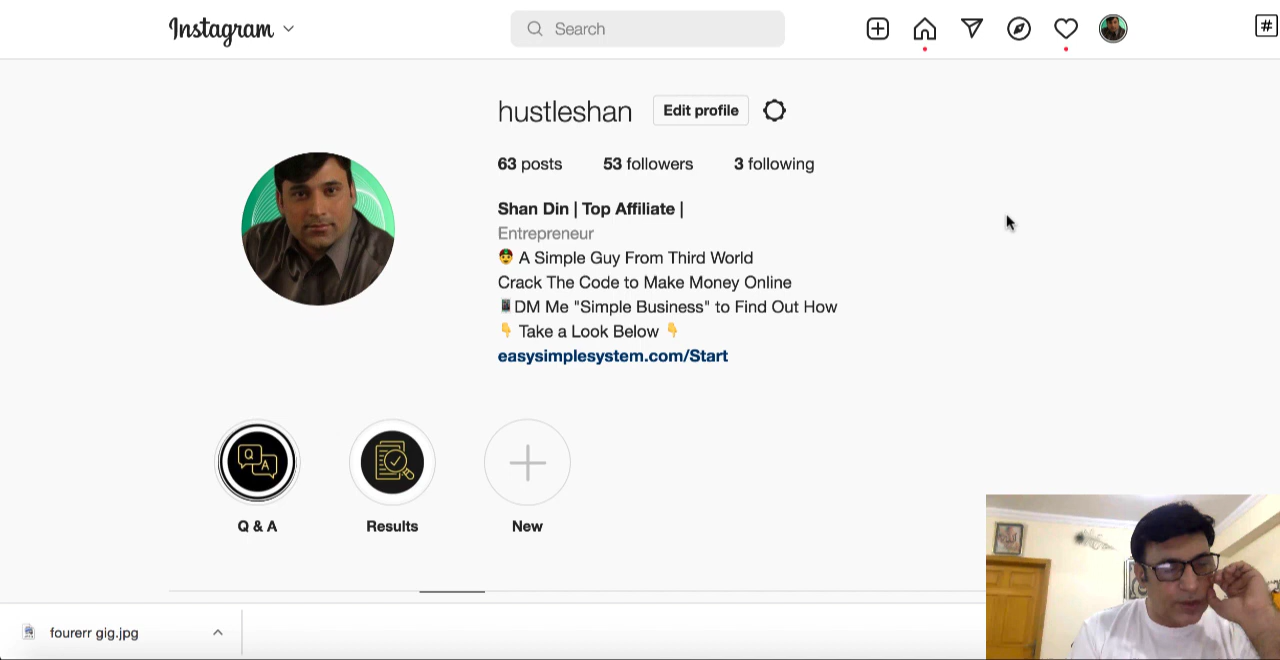 Instagram
Search
#
hustleshan
Edit profile
63 posts 53 followers 3 following
Shan Din | Top Affiliate |
Entrepreneur
A Simple Guy From Third World
Crack The Code to Make Money Online
DM Me "Simple Business" to Find Out How
Take a Look Below
easysimplesystem.com/Start
Q A
Q & A Results New
fourerr gig.jpg